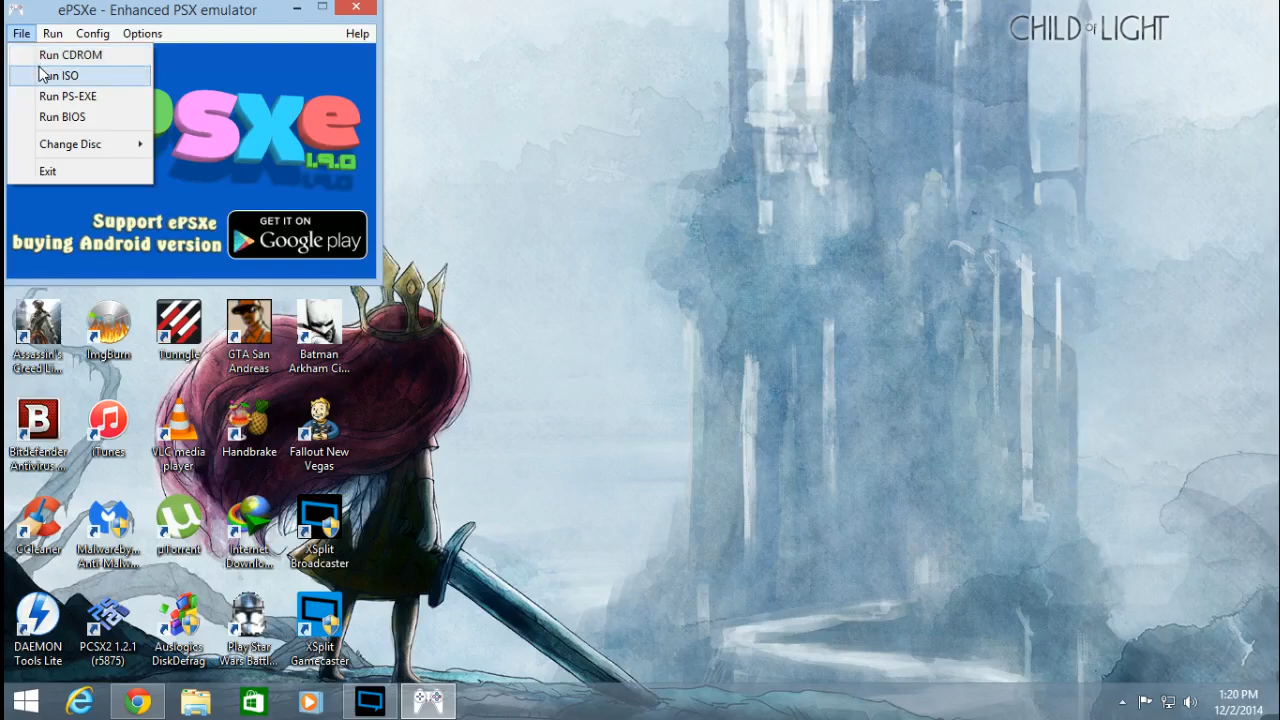 ePSXe - Enhanced PSX emulator
File Run Config Options Help
Run CDROM
Run ISO
Run PS-EXE
Run BIOS
Change Disc
Exit
PSXe
1.9.0
Support ePSXe
buying Android version
GET IT ON
Google play
CHILD of LIGHT
Assassin's
Creed Li...
ImgBurn
Tunngle
GTA San
Andreas
Batman
Arkham Ci...
B
Bitdefender
Antivirus ...
iTunes
VLC media
player
Handbrake
Fallout New
Vegas
CCleaner
Malwareby...
Anti-Malw...
µTorrent
Internet
Downlo...
XSplit
Broadcaster
DAEMON
Tools Lite
PCSX2 1.2.1
(r5875)
Auslogics
DiskDefrag
Play Star
Wars Battl...
XSplit
Gamecaster
1:20 PM
12/2/2014